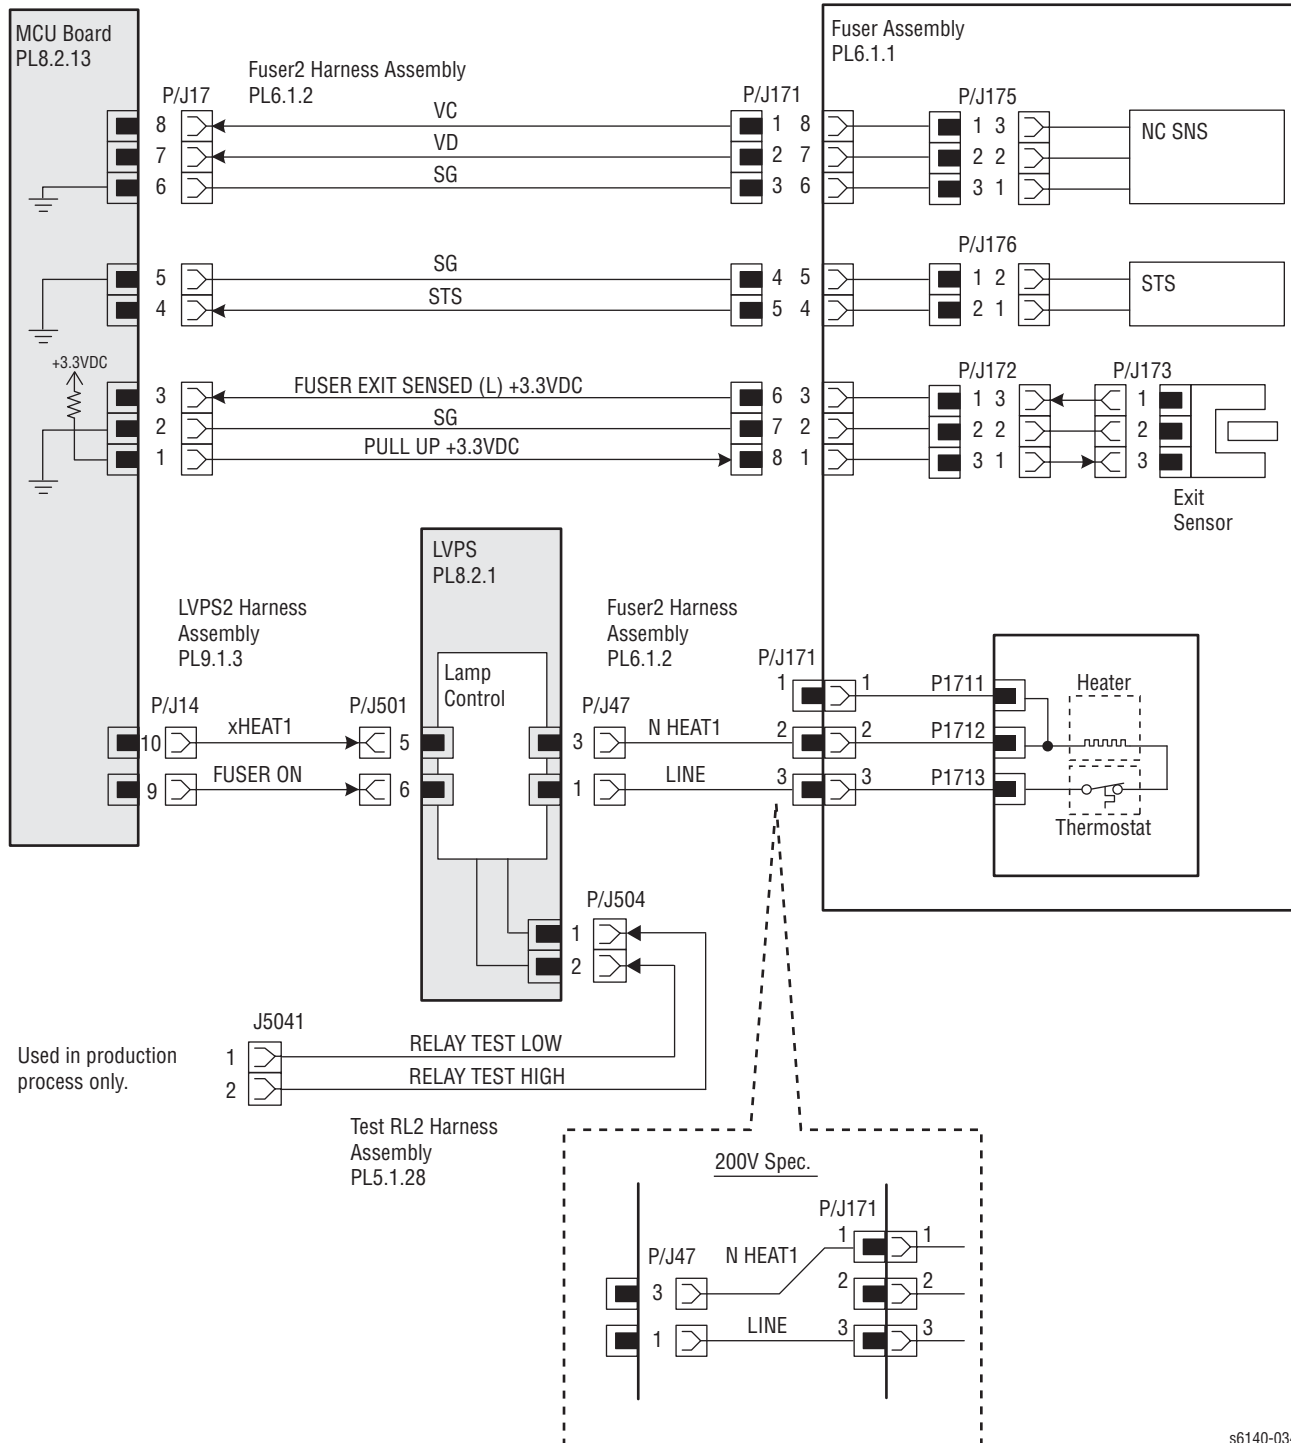 MCU Board
PL8.2.13
Fuser Assembly
PL6.1.1
Fuser2 Harness Assembly
PL6.1.2
P/J17
P/J171
P/J175
8 VC 1 8 1 3
7 VD 2 7 2 2
6 SG 3 6 3 1
NC SNS
P/J176
5 SG 4 5 1 2
4 STS 5 4 2 1
STS
+3.3VDC
P/J172
P/J173
3 FUSER EXIT SENSED (L) +3.3VDC 6 3 1 3 1
2 SG 7 2 2 2 2
1 PULL UP +3.3VDC 8 1 3 1 3
Exit
Sensor
LVPS
PL8.2.1
LVPS2 Harness
Assembly
PL9.1.3
Fuser2 Harness
Assembly
PL6.1.2
Lamp
Control
P/J14
P/J501
P/J47
P/J171
1 1 P1711
10 xHEAT1 5 3 N HEAT1 2 2 P1712
9 FUSER ON 6 1 LINE 3 3 P1713
Heater
Thermostat
P/J504
1
2
J5041
Used in production
process only.
1 RELAY TEST LOW
2 RELAY TEST HIGH
Test RL2 Harness
Assembly
PL5.1.28
200V Spec.
P/J171
P/J47
1 1
3 N HEAT1 2 2
1 LINE 3 3